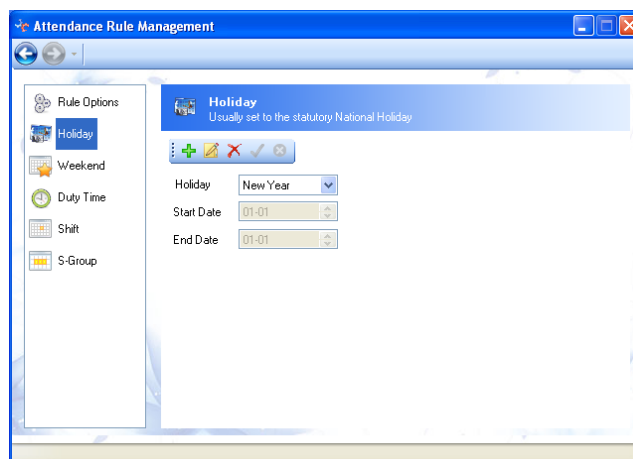 Attendance Rule Management
Rule Options
Holiday
Weekend
Duty Time
Shift
S-Group
Holiday
Usually set to the statutory National Holiday
Holiday New Year
Start Date 01-01
End Date 01-01